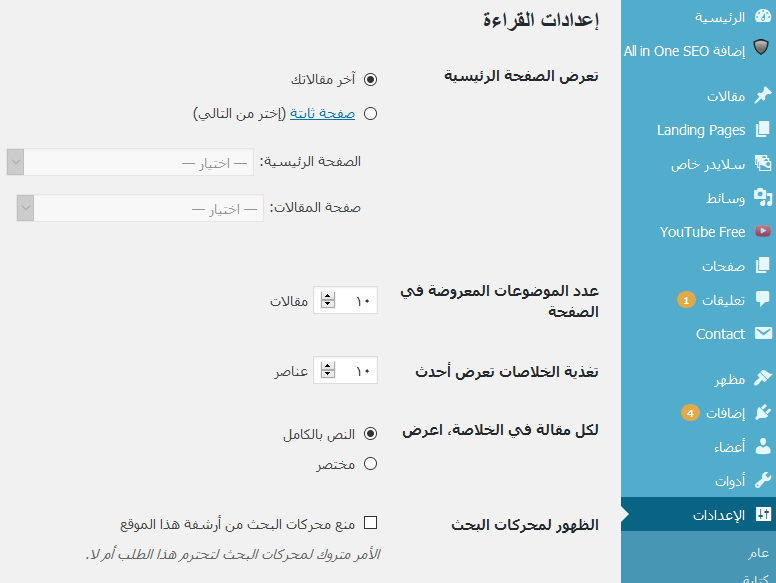 الرئيسية
إضافة All in One SEO
مقالات
Landing Pages
سلايدر خاص
وسائط
YouTube Free
صفحات
تعليقات 1
Contact
مظهر
إضافات 4
أعضاء
أدوات
الإعدادات
عام
كتابة
إعدادات القراءة
تعرض الصفحة الرئيسية
آخر مقالاتك
صفحة ثابتة (إختر من التالي)
الصفحة الرئيسية: — اختيار —
صفحة المقالات: — اختيار —
عدد الموضوعات المعروضة في
الصفحة
١٠ مقالات
تغذية الخلاصات تعرض أحدث
١٠ عناصر
لكل مقالة في الخلاصة، اعرض
النص بالكامل
مختصر
الظهور لمحركات البحث
منع محركات البحث من أرشفة هذا الموقع
الأمر متروك لمحركات البحث لتحترم هذا الطلب أم لا.